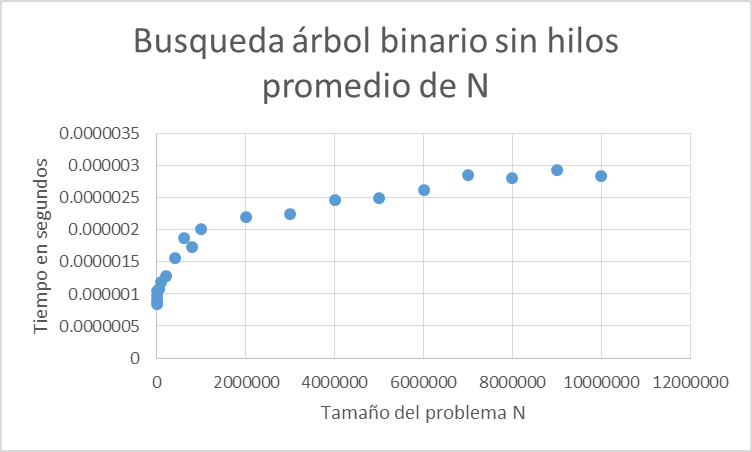 Busqueda árbol binario sin hilos
promedio de N
0.0000035
0.000003
0.0000025
0.000002
0.0000015
0.000001
0.0000005
0
Tiempo en segundos
0 2000000 4000000 6000000 8000000 10000000 12000000
Tamaño del problema N